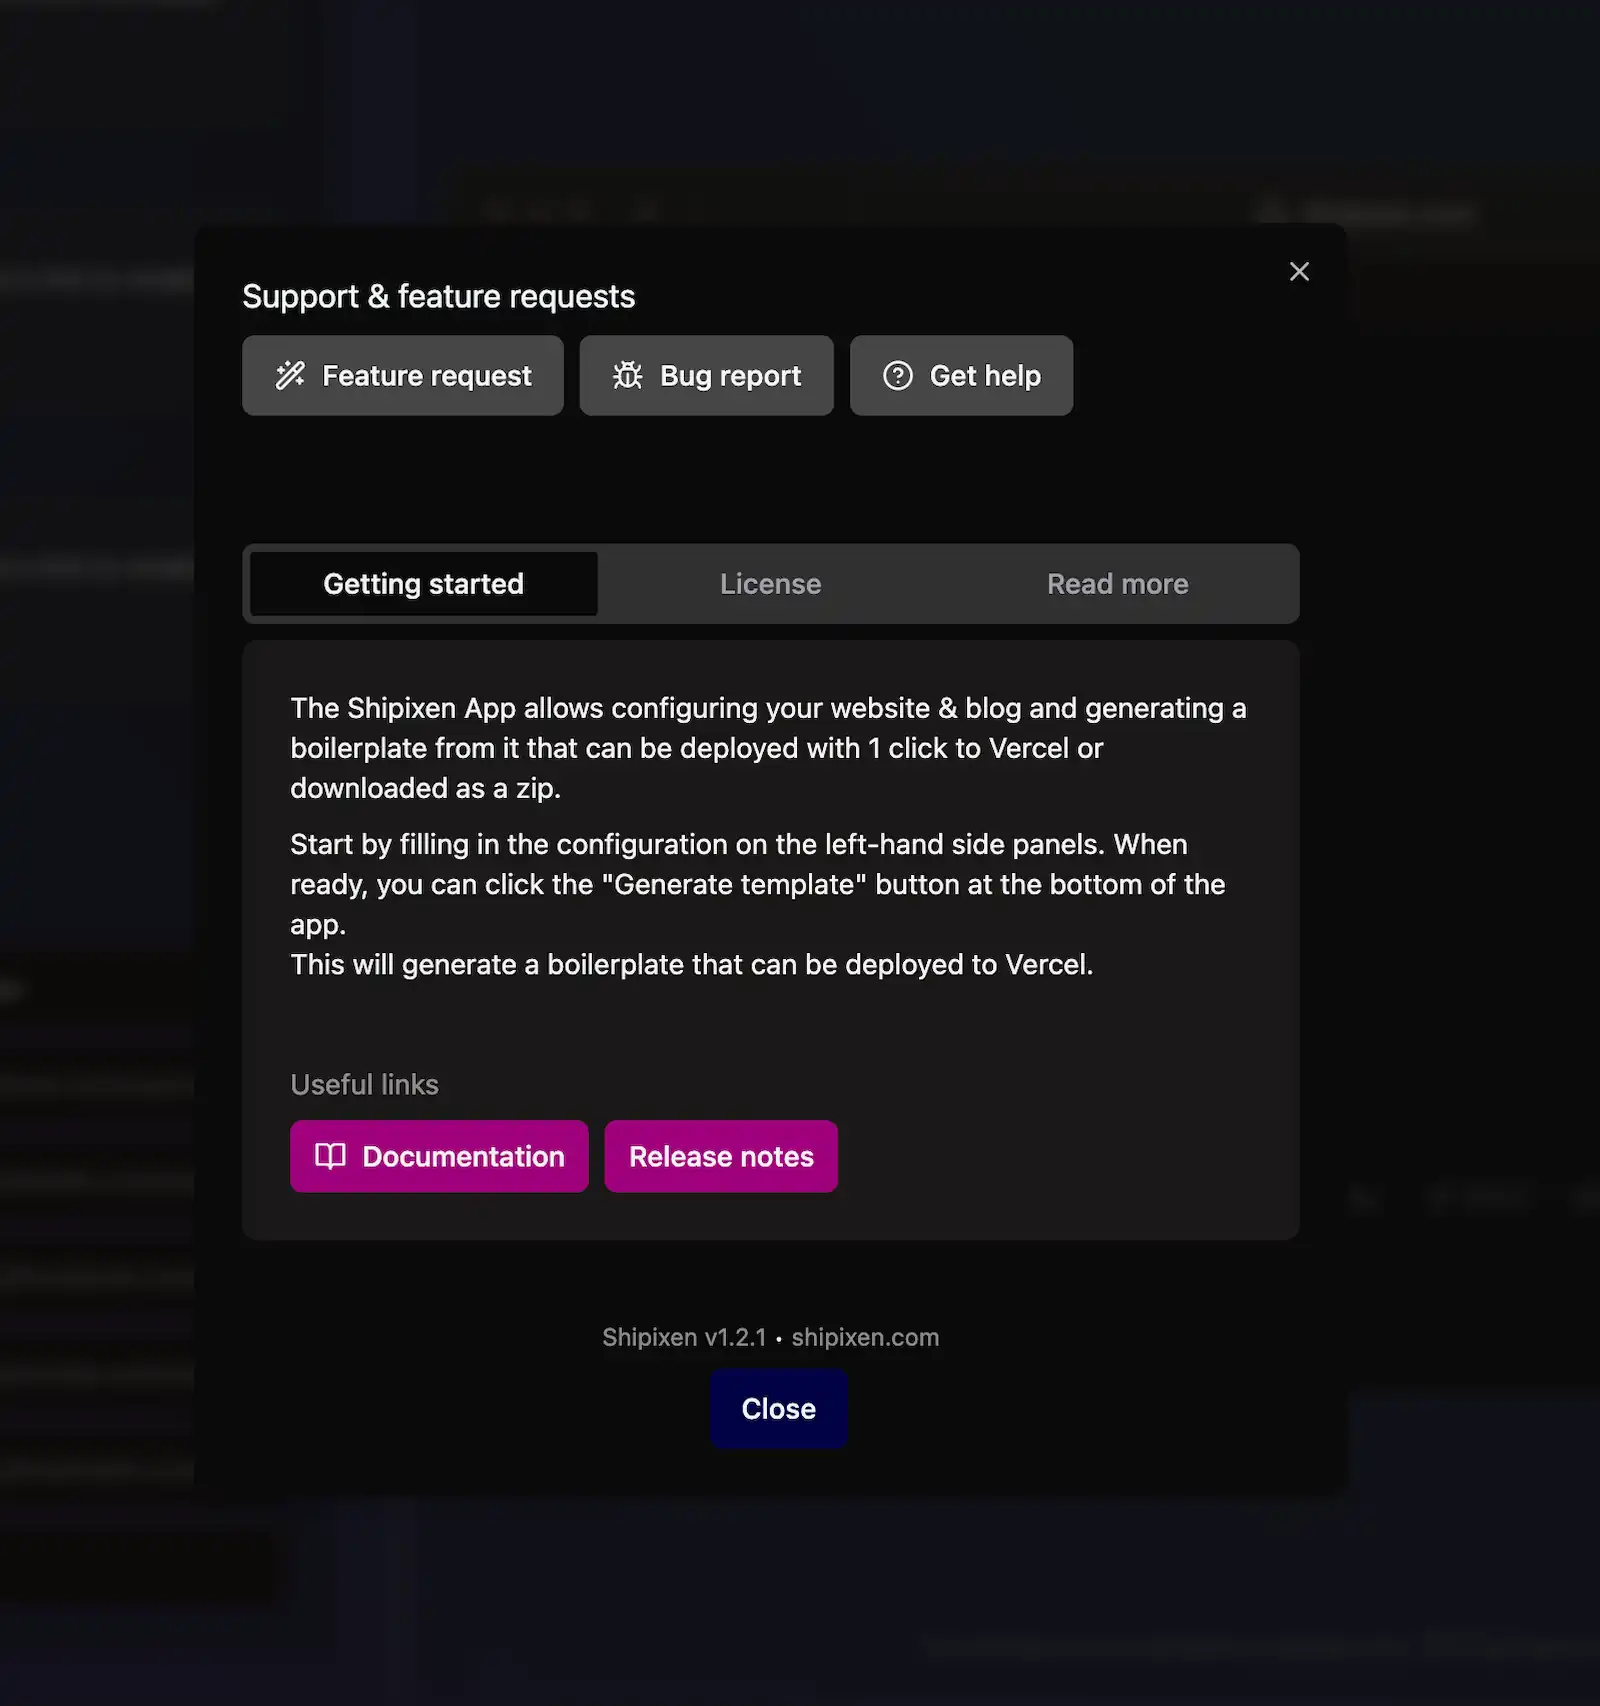 Support & feature requests
Feature request
Bug report
Get help
Getting started
License
Read more
The Shipixen App allows configuring your website & blog and generating a
boilerplate from it that can be deployed with 1 click to Vercel or
downloaded as a zip.
Start by filling in the configuration on the left-hand side panels. When
ready, you can click the "Generate template" button at the bottom of the
app.
This will generate a boilerplate that can be deployed to Vercel.
Useful links
Documentation
Release notes
Shipixen v1.2.1 • shipixen.com
Close